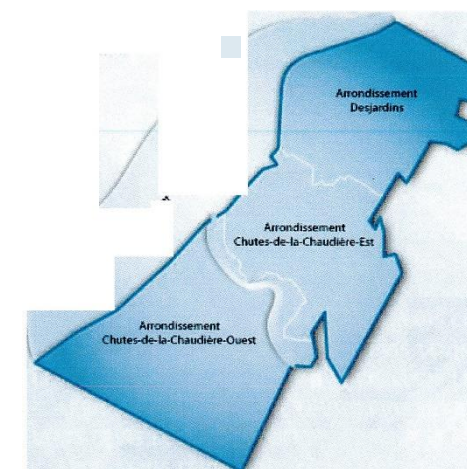 Arrondissement
Desjardins
Arrondissement
Chutes-de-la-Chaudière-Est
Arrondissement
Chutes-de-la-Chaudière-Ouest